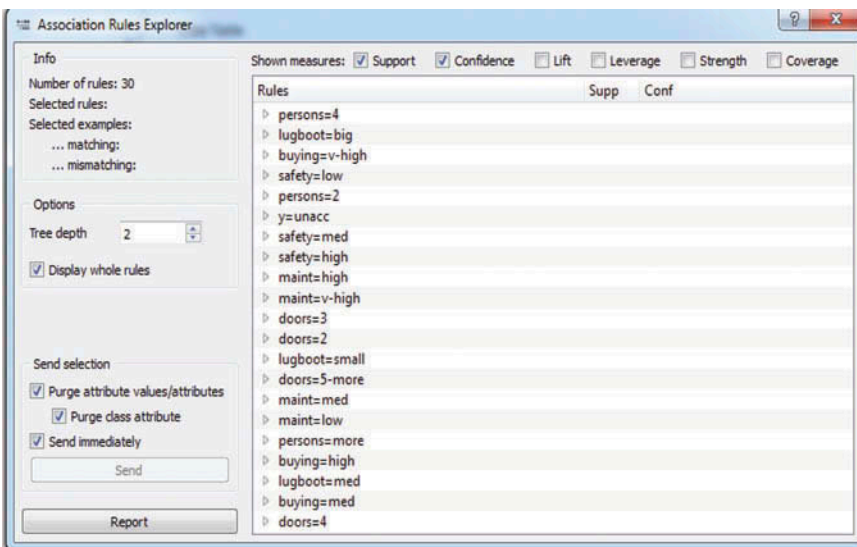 Association Rules Explorer
Info
Number of rules: 30
Selected rules:
Selected examples:
... matching:
... mismatching:
Options
Tree depth 2
Display whole rules
Send selection
Purge attribute values/attributes
Purge class attribute
Send immediately
Send
Report
Shown measures: Support Confidence Lift Leverage Strength Coverage
Rules Supp Conf
persons=4
lugboot=big
buying=v-high
safety=low
persons=2
y=unacc
safety=med
safety=high
maint=high
maint=v-high
doors=3
doors=2
lugboot=small
doors=5-more
maint=med
maint=low
persons=more
buying=high
lugboot=med
buying=med
doors=4